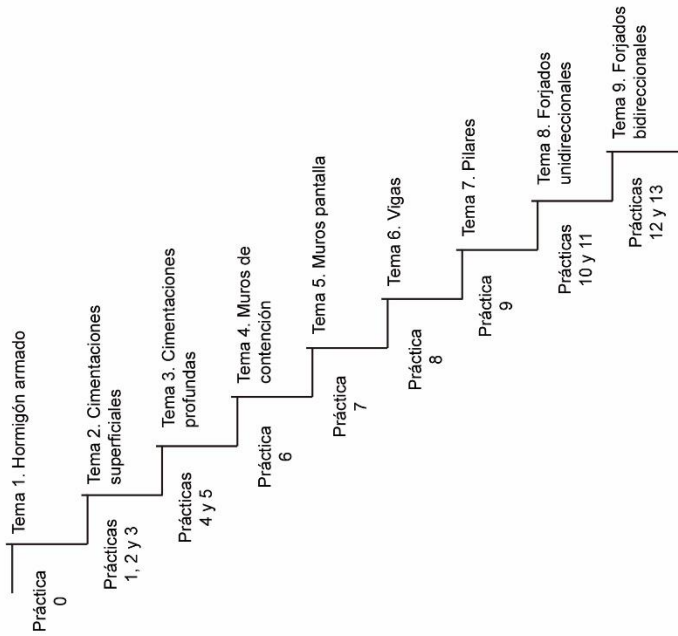 Tema 1. Hormigón armado
Práctica
0
Tema 2. Cimentaciones
superficiales
Prácticas
1, 2 y 3
Tema 3. Cimentaciones
profundas
Prácticas
4 y 5
Tema 4. Muros de
contención
Práctica
6
Tema 5. Muros pantalla
Práctica
7
Tema 6. Vigas
Práctica
8
Tema 7. Pilares
Práctica
9
Tema 8. Forjados
unidireccionales
Prácticas
10 y 11
Tema 9. Forjados
bidireccionales
Prácticas
12 y 13